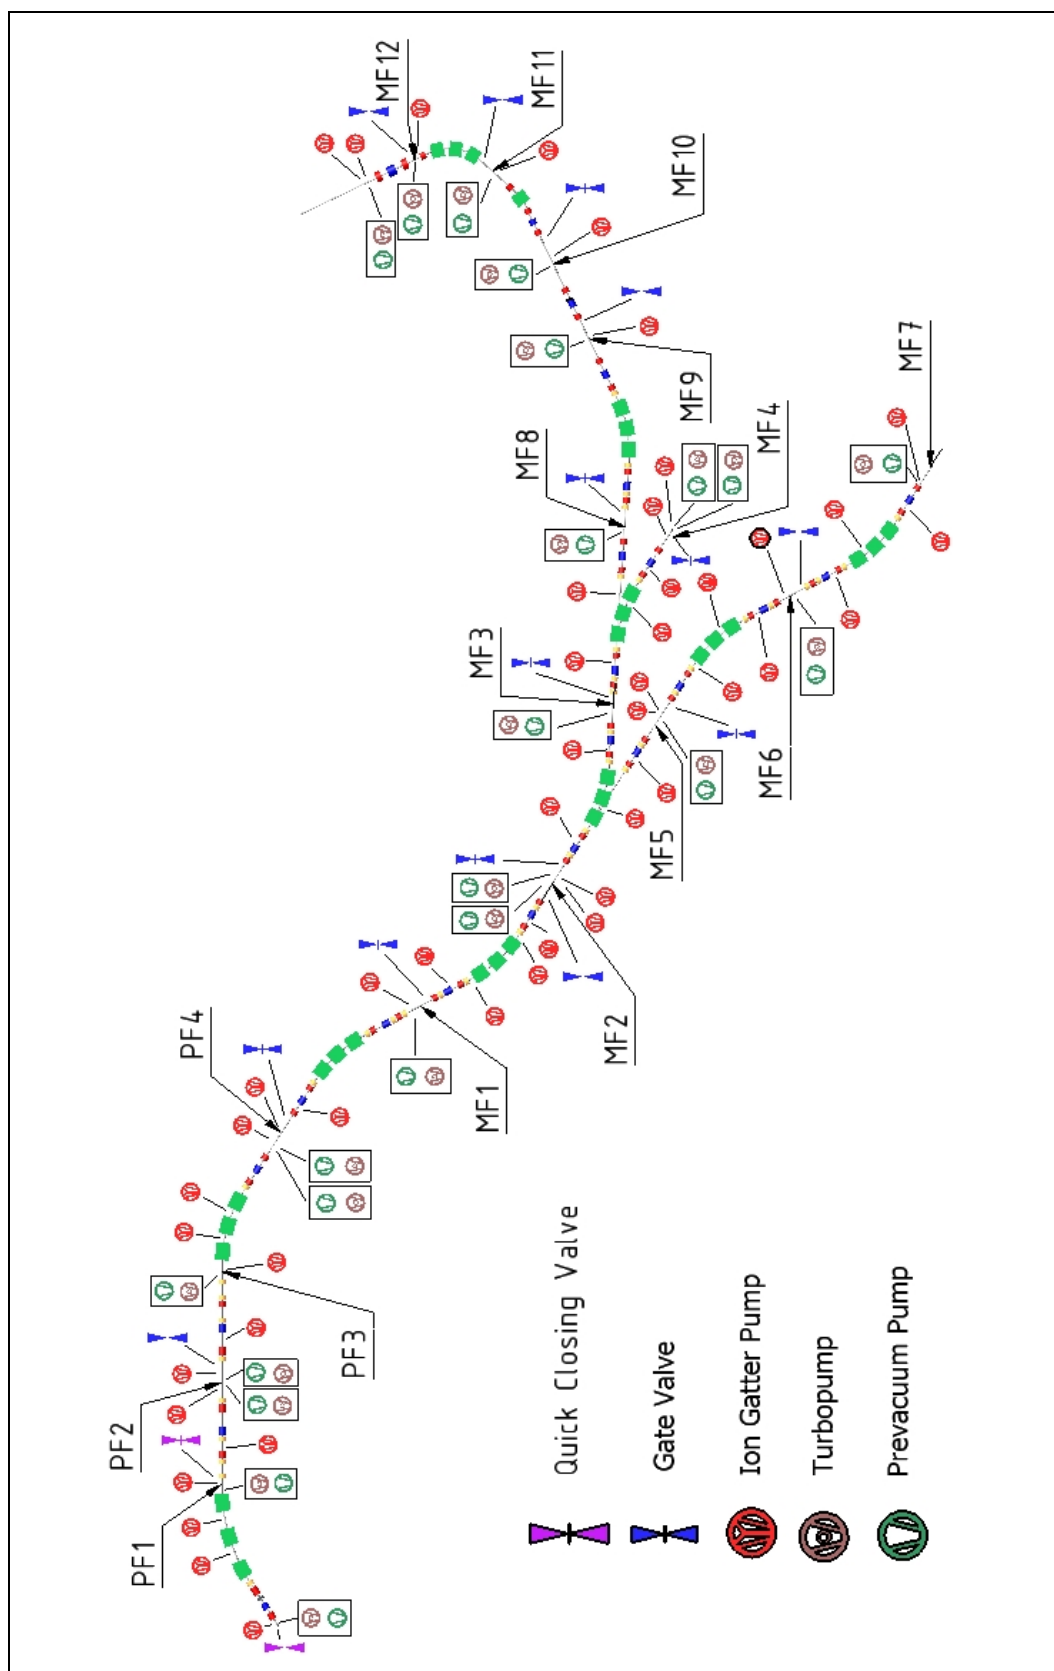 MF12
MF11
MF10
MF9
MF8
MF7
MF4
MF3
MF6
MF5
MF2
MF1
PF4
PF3
PF2
PF1
Quick Closing Valve
Gate Valve
Ion Gatter Pump
Turbopump
Prevacuum Pump